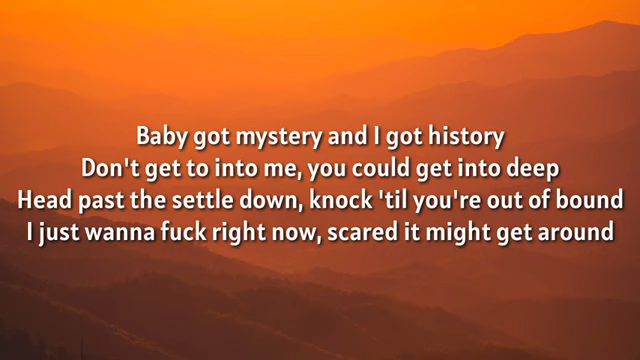 Baby got mystery and I got history
Don't get to into me, you could get into deep
Head past the settle down, knock 'til you're out of bound
I just wanna fuck right now, scared it might get around